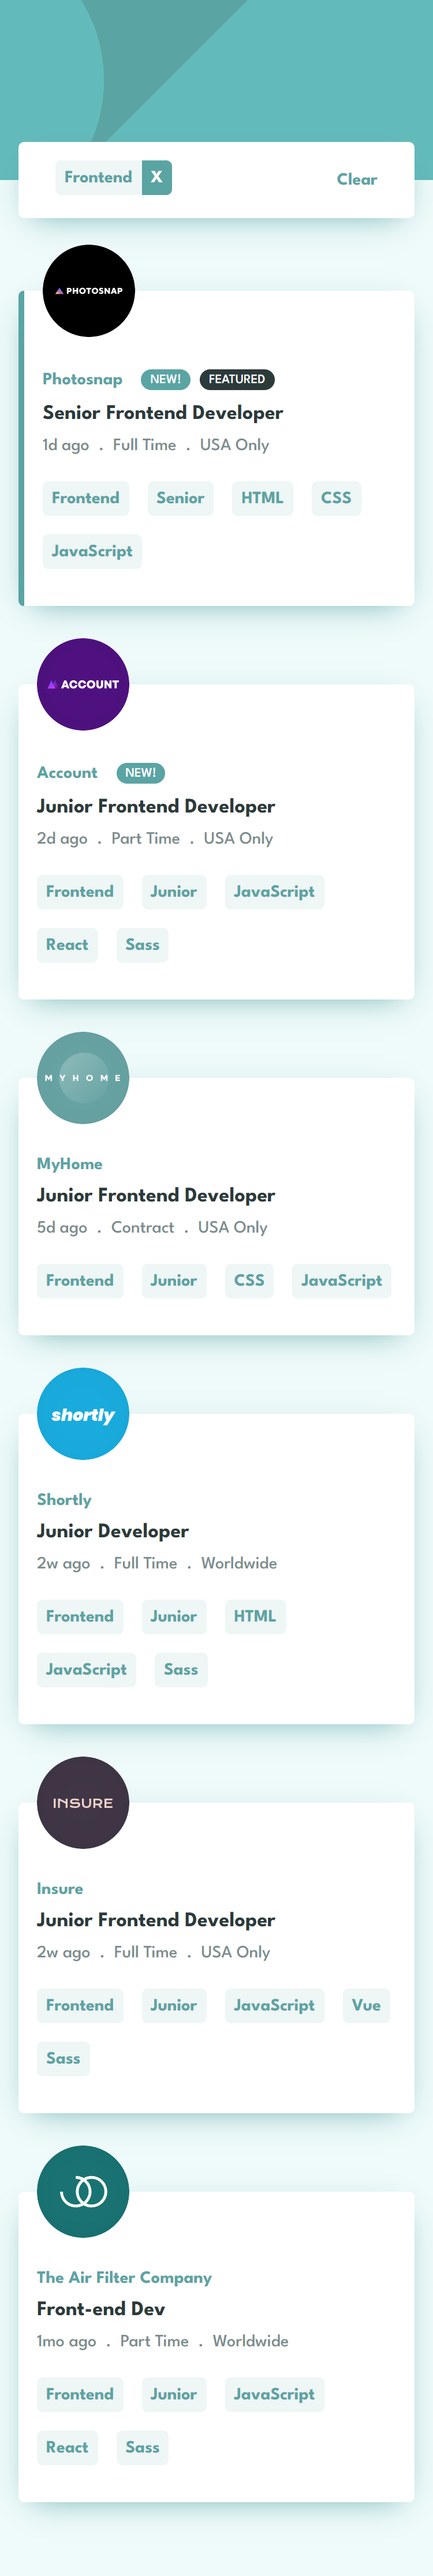 Frontend X Clear
PHOTOSNAP
Photosnap NEW! FEATURED
Senior Frontend Developer
1d ago . Full Time . USA Only
Frontend Senior HTML CSS
JavaScript
ACCOUNT
Account NEW!
Junior Frontend Developer
2d ago . Part Time . USA Only
Frontend Junior JavaScript
React Sass
MYHOME
MyHome
Junior Frontend Developer
5d ago . Contract . USA Only
Frontend Junior CSS JavaScript
shortly
Shortly
Junior Developer
2w ago . Full Time . Worldwide
Frontend Junior HTML
JavaScript Sass
INSURE
Insure
Junior Frontend Developer
2w ago . Full Time . USA Only
Frontend Junior JavaScript Vue
Sass
The Air Filter Company
Front-end Dev
1mo ago . Part Time . Worldwide
Frontend Junior JavaScript
React Sass